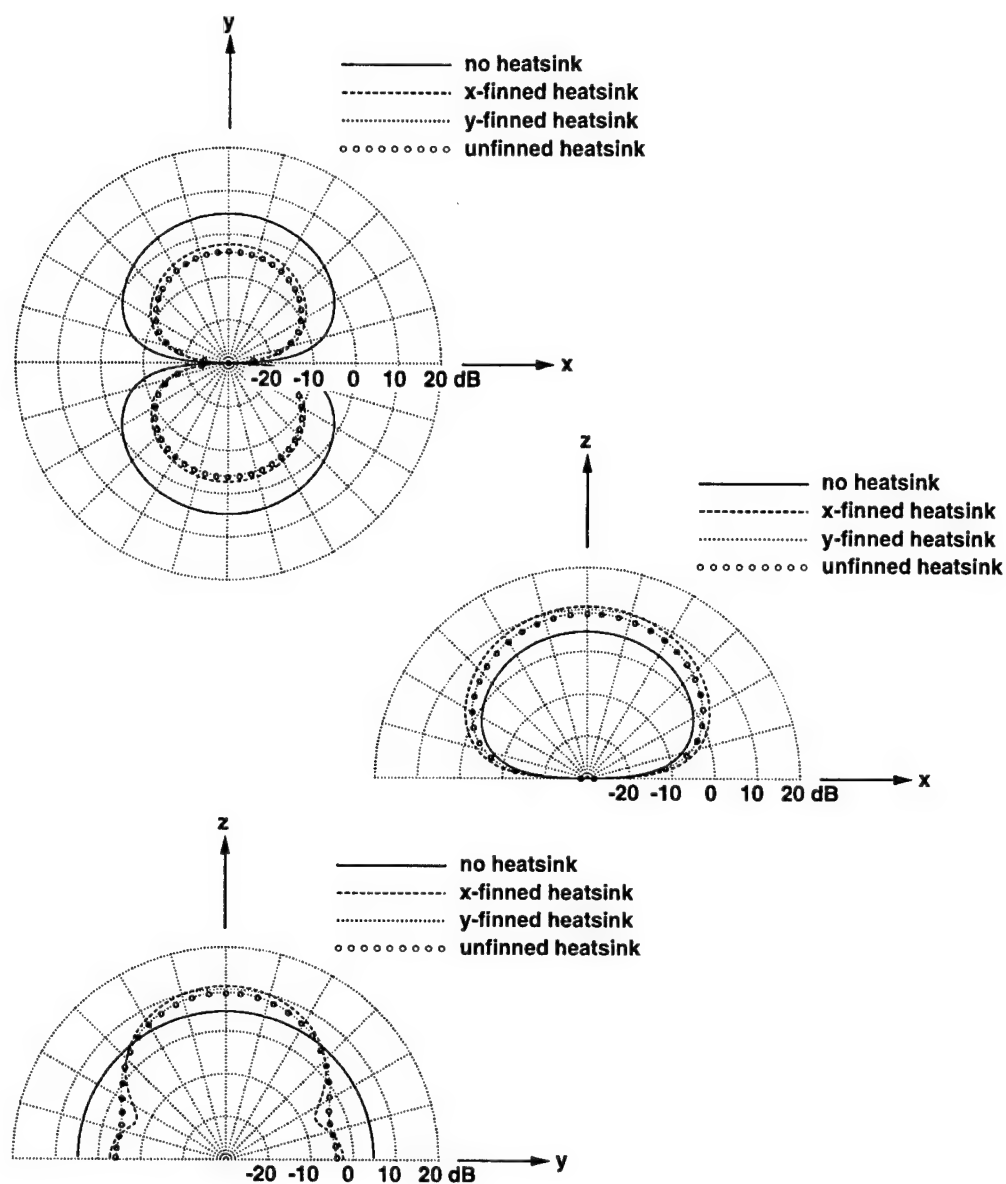 y
no heatsink
x-finned heatsink
y-finned heatsink
unfinned heatsink
x
-20 -10 0 10 20 dB
z
no heatsink
x-finned heatsink
y-finned heatsink
unfinned heatsink
-20 -10 0 10 20 dB
x
z
no heatsink
x-finned heatsink
y-finned heatsink
unfinned heatsink
-20 -10 0 10 20 dB
y